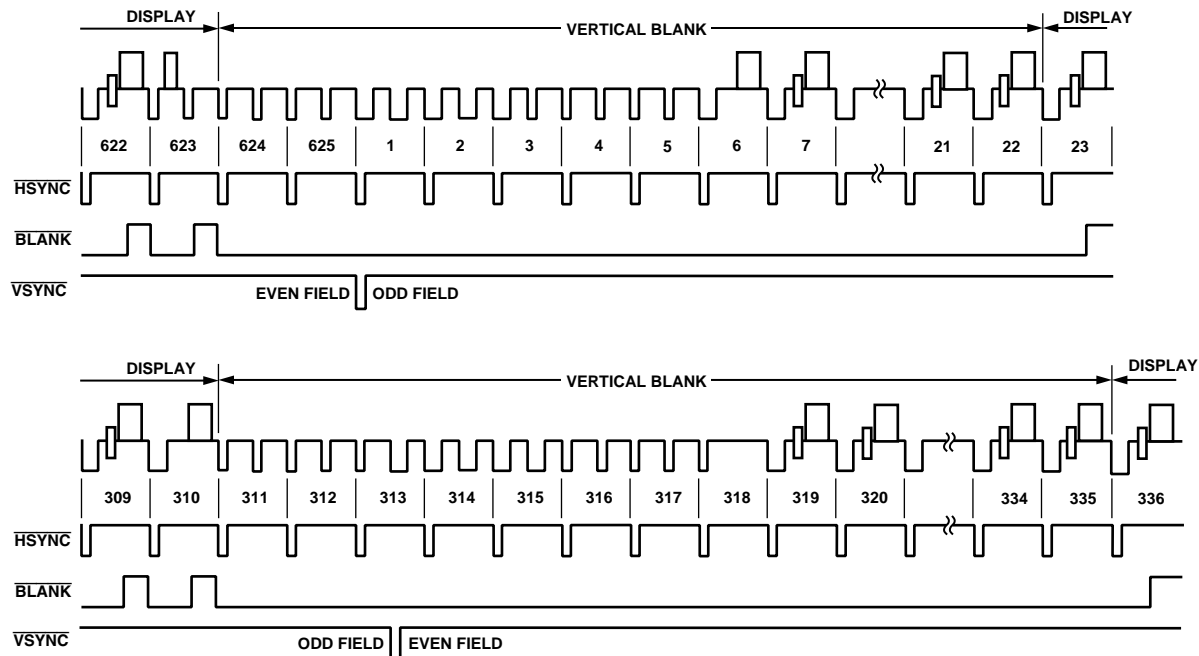 DISPLAY VERTICAL BLANK DISPLAY
622 623 624 625 1 2 3 4 5 6 7 21 22 23
HSYNC
BLANK
VSYNC
EVEN FIELD ODD FIELD
DISPLAY VERTICAL BLANK DISPLAY
309 310 311 312 313 314 315 316 317 318 319 320 334 335 336
HSYNC
BLANK
VSYNC
ODD FIELD EVEN FIELD